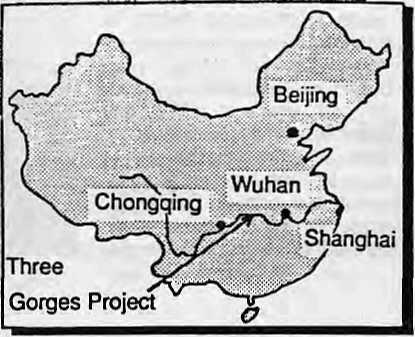 Beijing
Wuhan
Chongqing
Shanghai
Three
Gorges Project